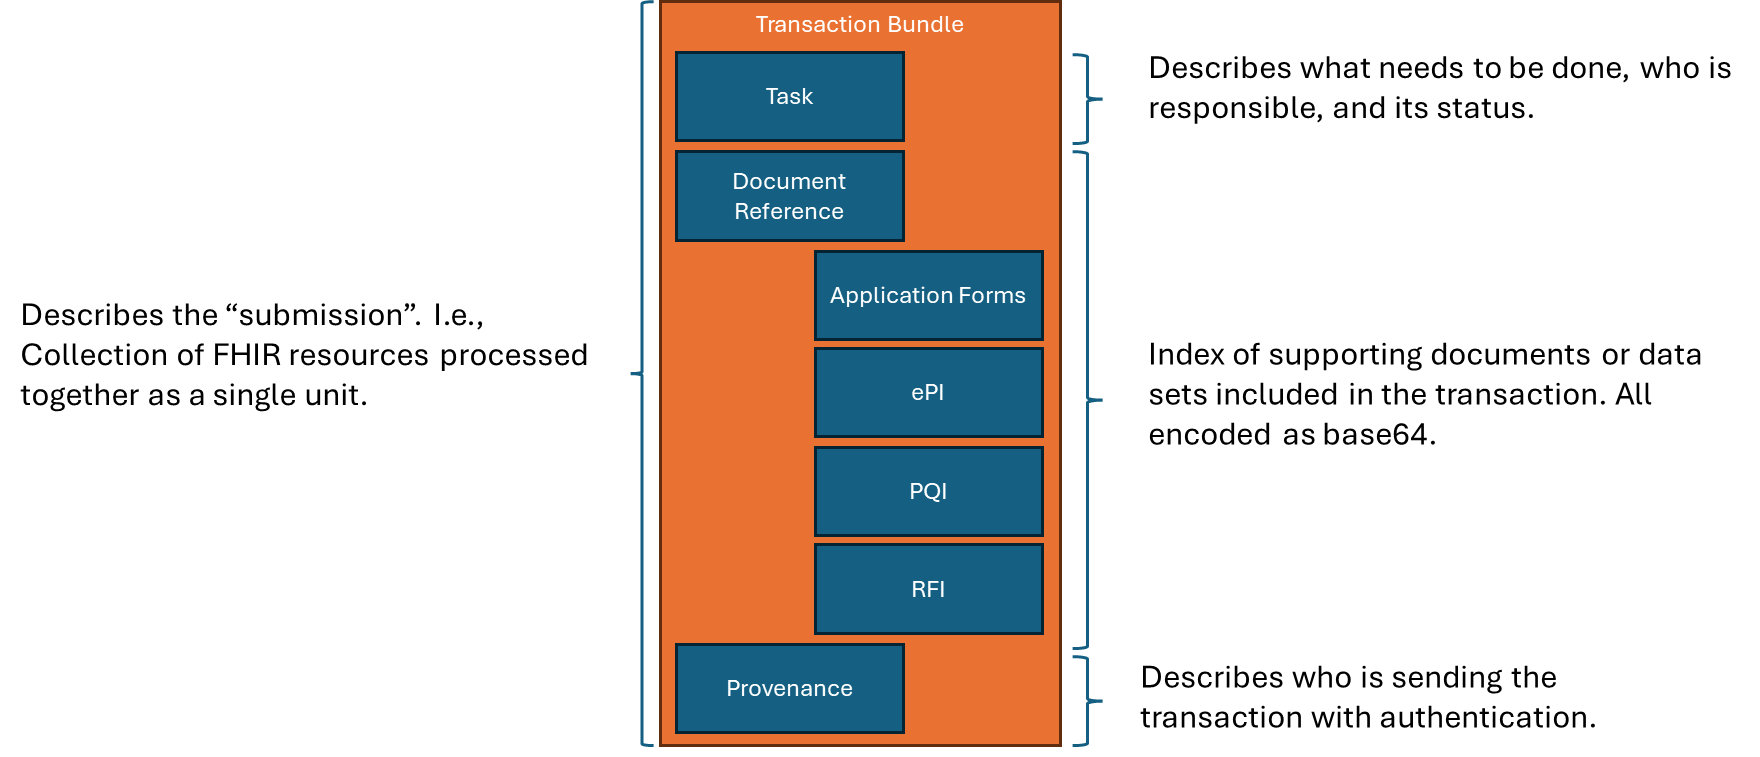 Transaction Bundle
Task
Describes what needs to be done, who is
responsible, and its status.
Document
Reference
Application Forms
Describes the “submission”. I.e.,
Collection of FHIR resources processed
together as a single unit.
ePI
Index of supporting documents or data
sets included in the transaction. All
encoded as base64.
PQI
RFI
Provenance
Describes who is sending the
transaction with authentication.